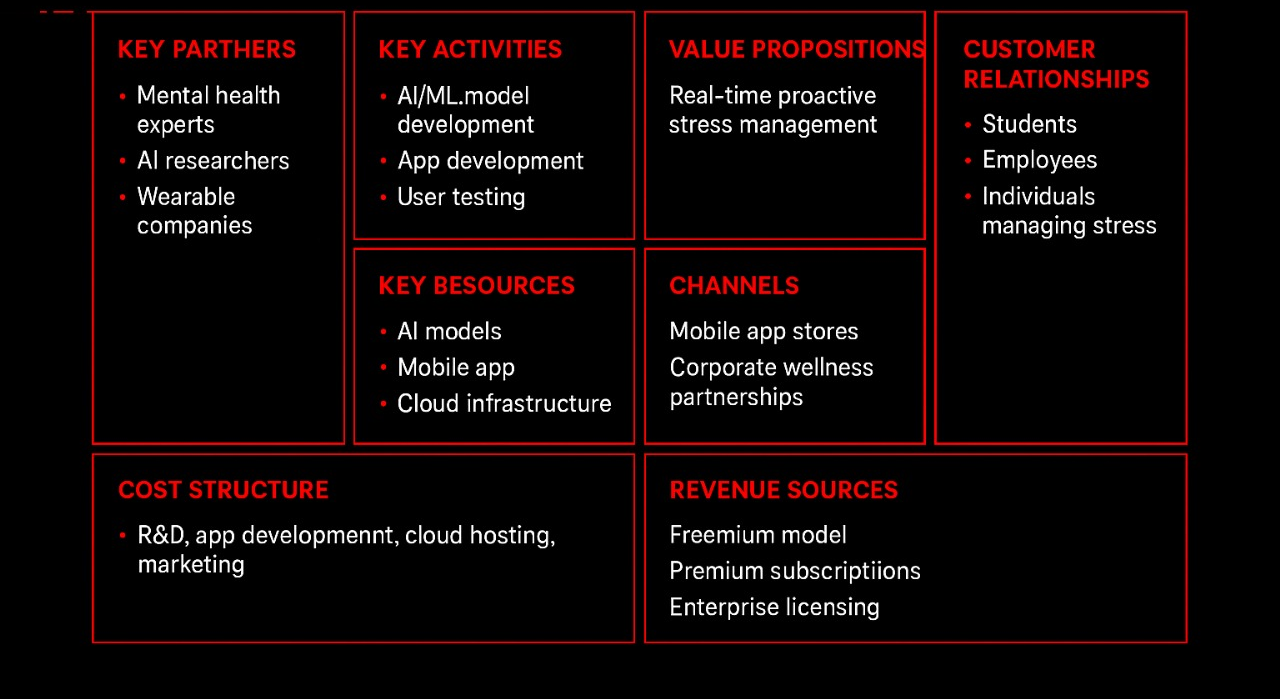 KEY PARTHERS
• Mental health
experts
• AI researchers
• Wearable
companies
KEY ACTIVITIES
• AI/ML.model
development
• App development
• User testing
KEY BESOURCES
• AI models
• Mobile app
• Cloud infrastructure
VALUE PROPOSITIONS
Real-time proactive
stress management
CHANNELS
Mobile app stores
Corporate wellness
partnerships
CUSTOMER
RELATIONSHIPS
• Students
• Employees
• Individuals
managing stress
COST STRUCTURE
• R&D, app developmennt, cloud hosting,
marketing
REVENUE SOURCES
Freemium model
Premium subscriptiions
Enterprise licensing